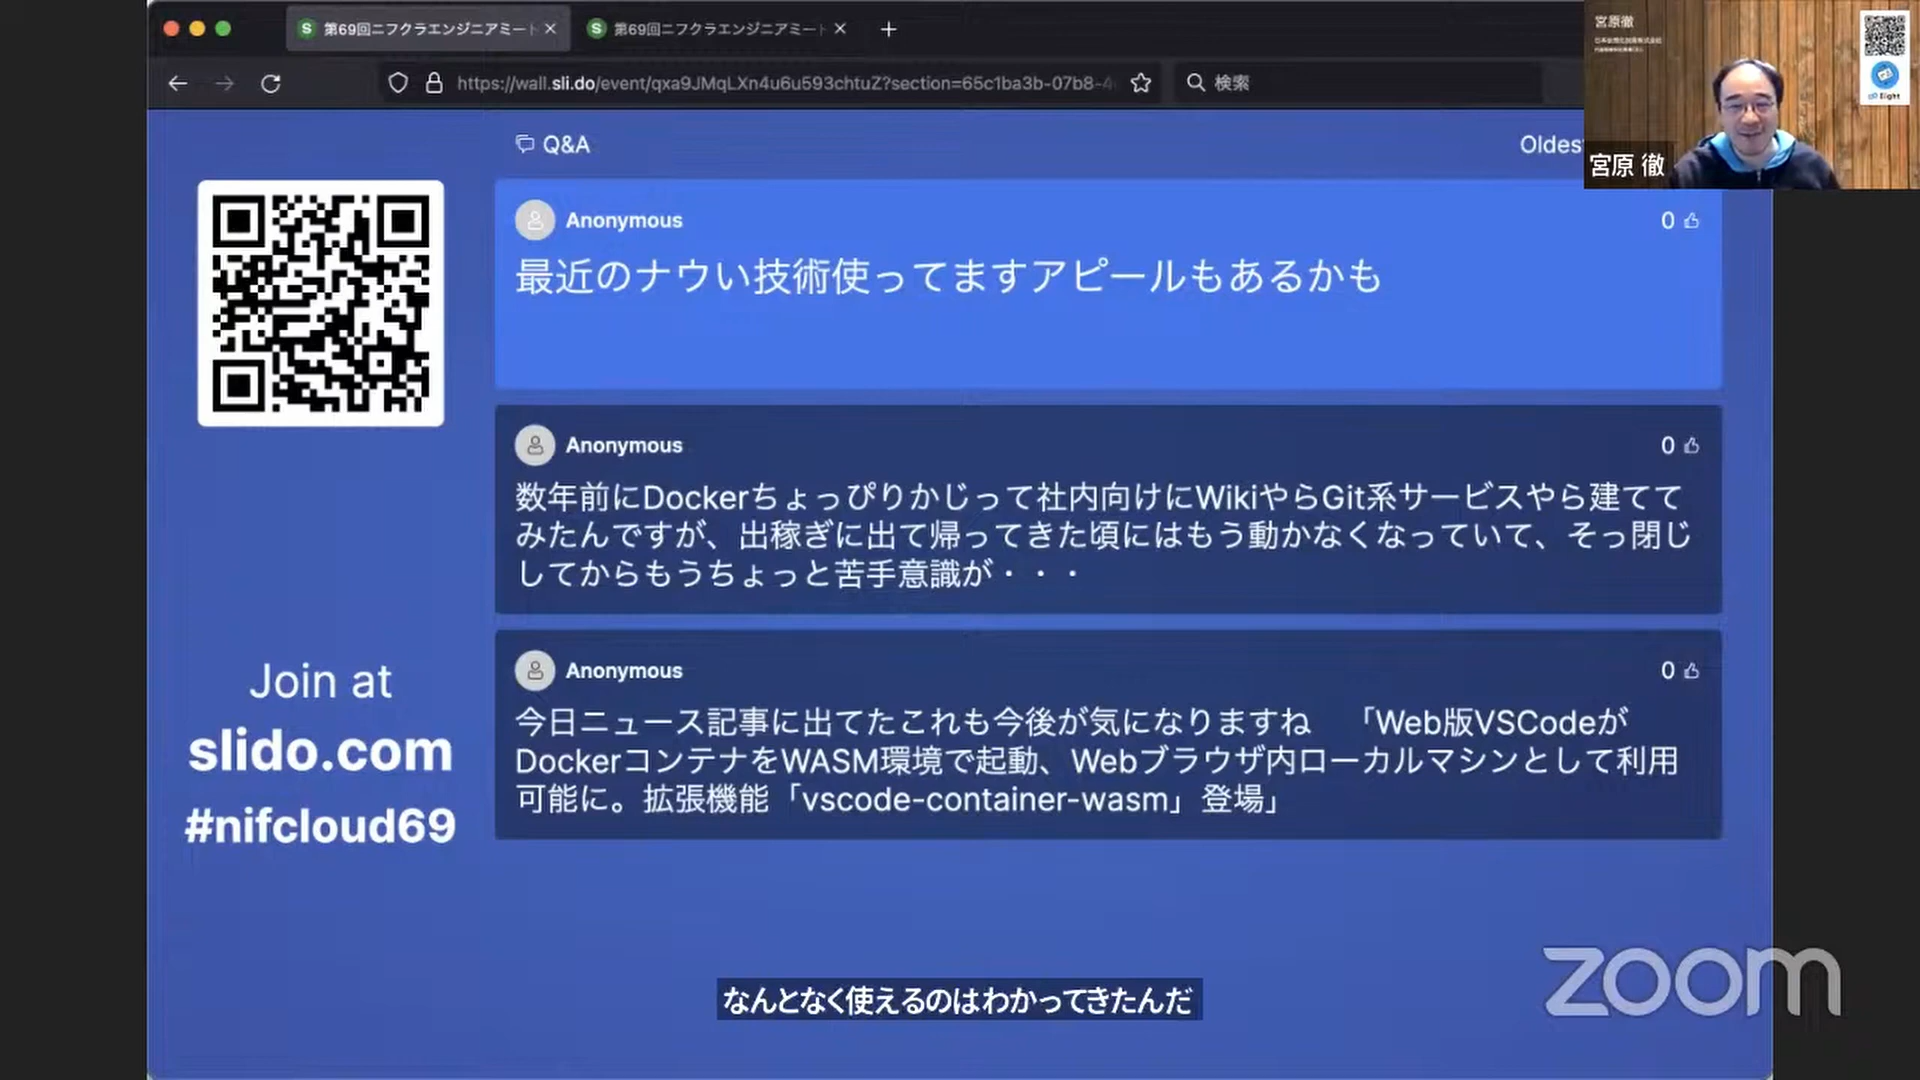 第69回ニフクラエンジニアミート
第69回ニフクラエンジニアミート
https://wall.sli.do/event/qxa9JMqLXn4u6u593chtuZ?section=65c1ba3b-07b8-4
検索
宮原徹
宮原 徹
Q&A
Oldes
Anonymous
0
最近のナウい技術使ってますアピールもあるかも
Anonymous
0
数年前にDockerちょっぴりかじって社内向けにWikiやらGit系サービスやら建てて
みたんですが、出稼ぎに出て帰ってきた頃にはもう動かなくなっていて、そっ閉じ
してからもうちょっと苦手意識が・・・
Anonymous
0
今日ニュース記事に出てたこれも今後が気になりますね　「Web版VSCodeが
DockerコンテナをWASM環境で起動、Webブラウザ内ローカルマシンとして利用
可能に。拡張機能「vscode-container-wasm」登場」
Join at
slido.com
#nifcloud69
なんとなく使えるのはわかってきたんだ
zoom